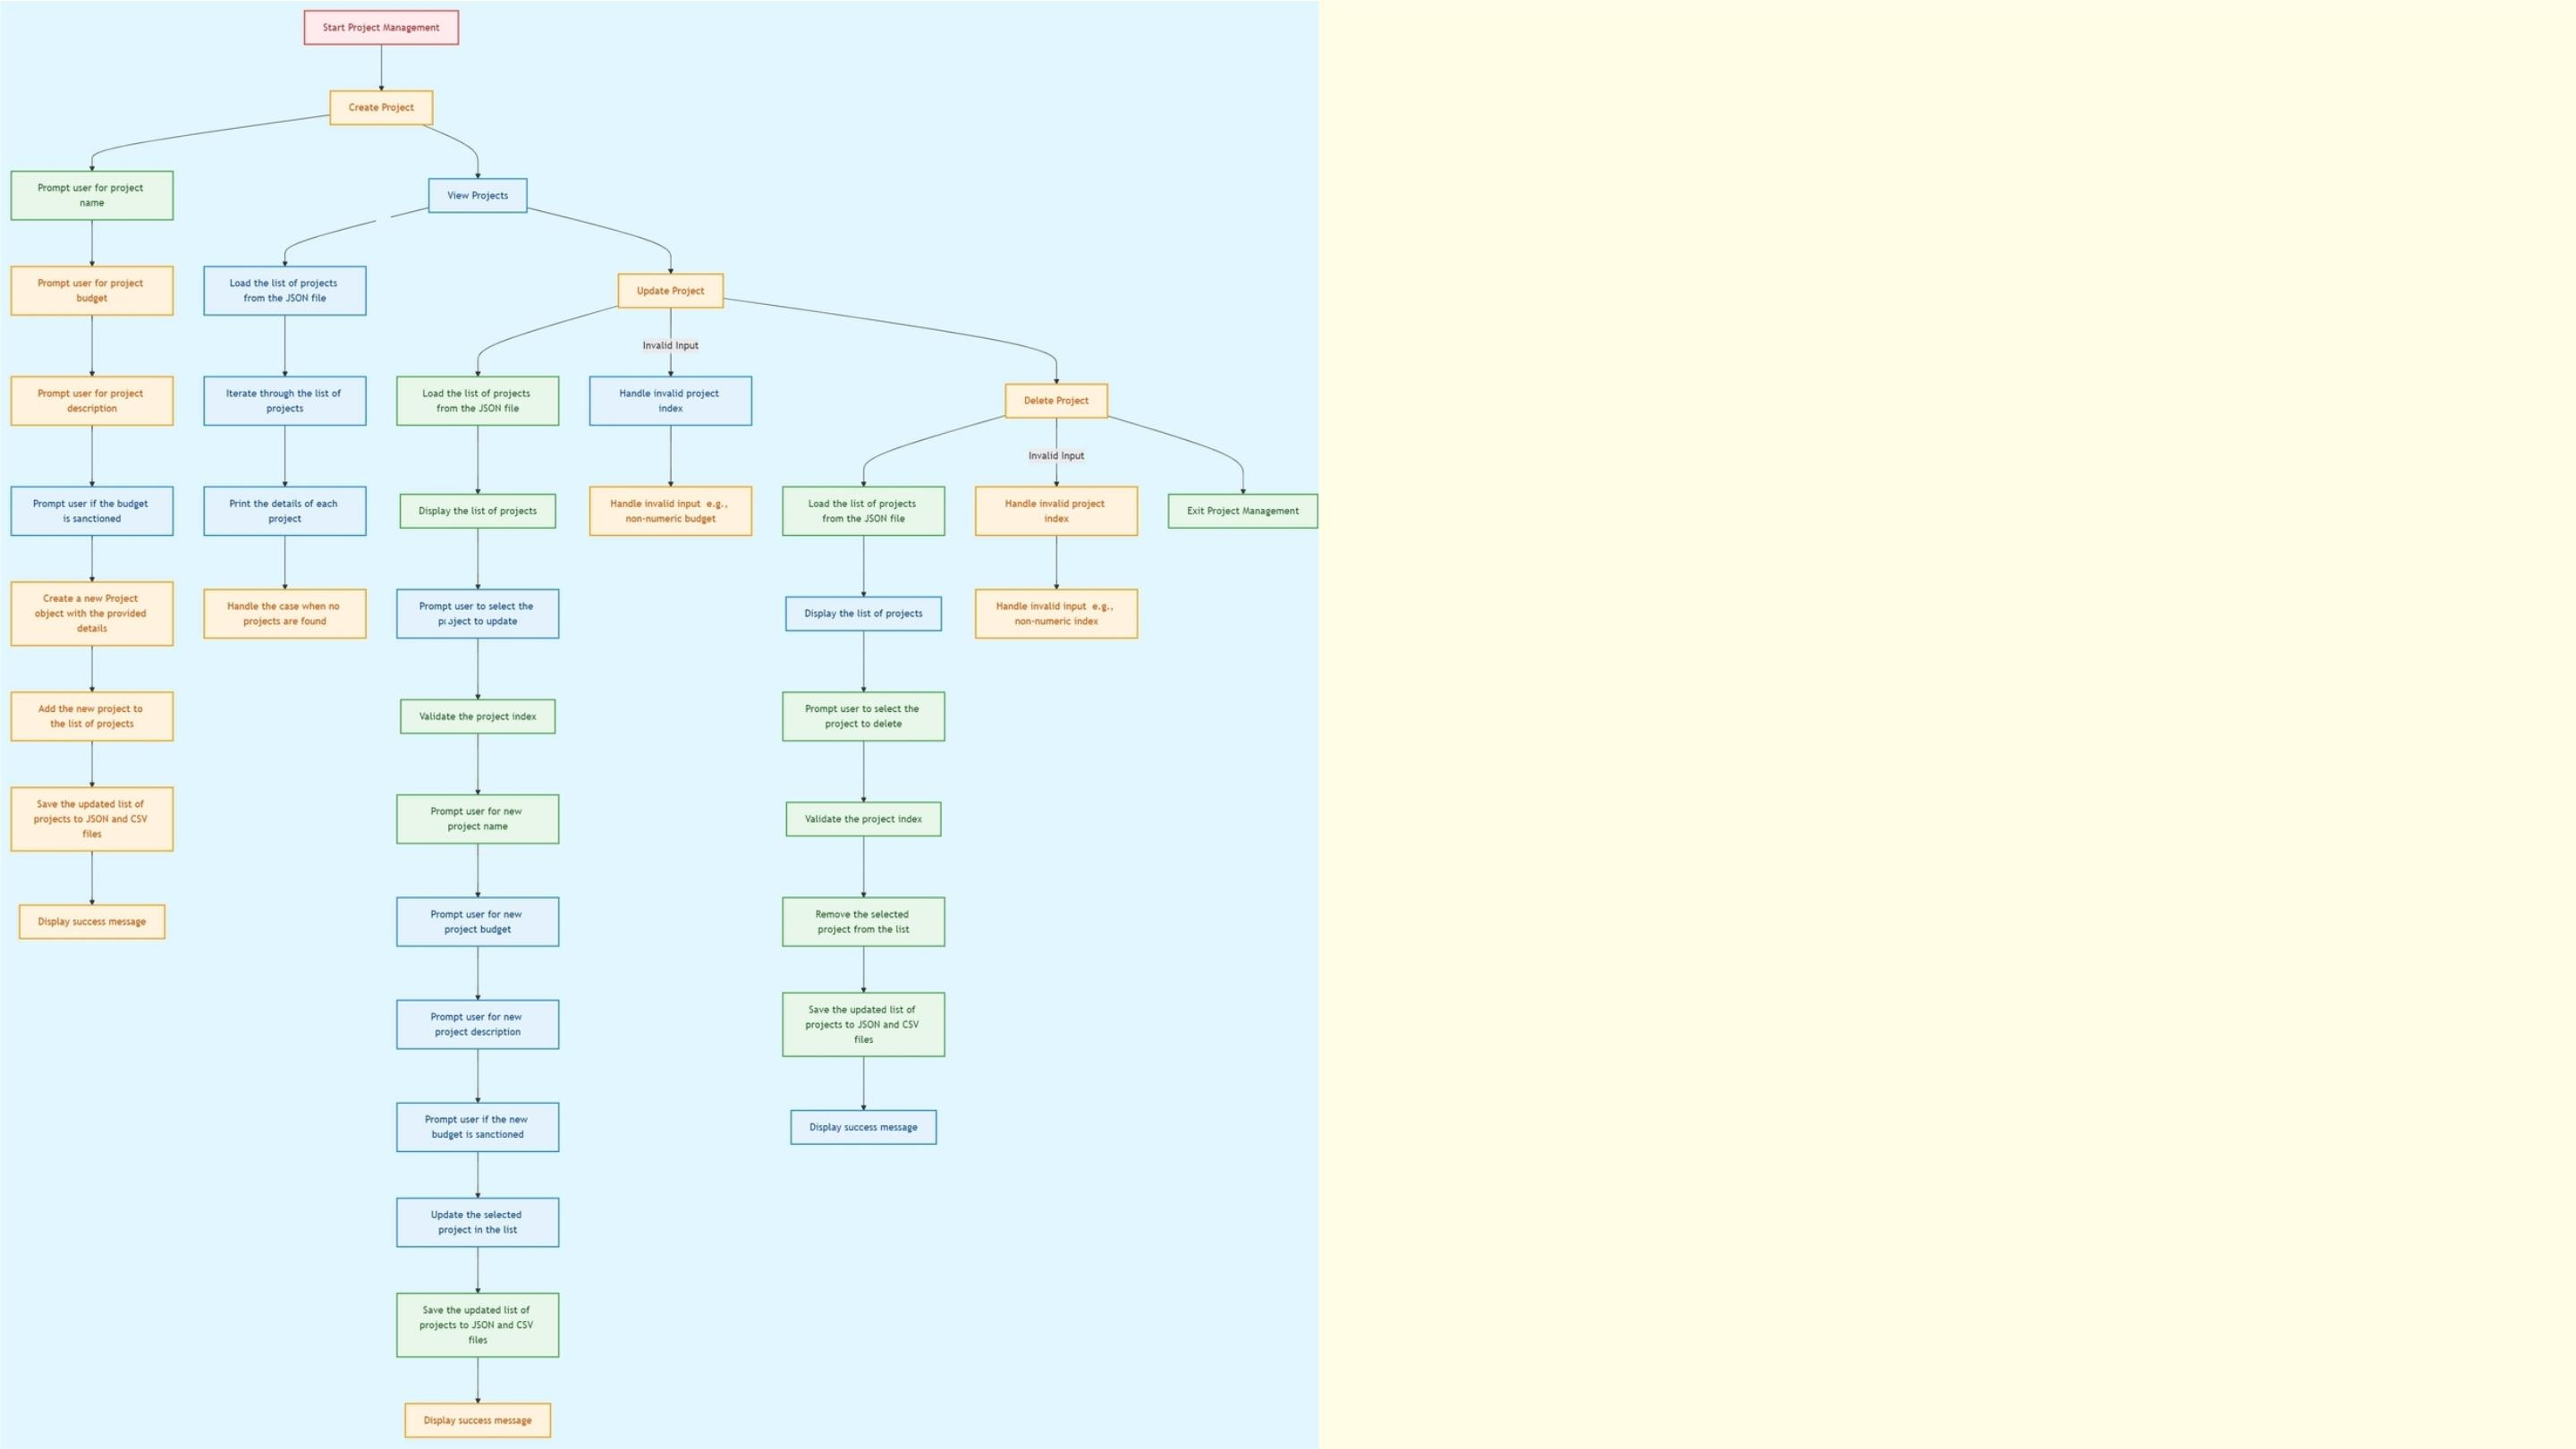 Start Project Management
Create Project
Prompt user for project
name
View Projects
Prompt user for project
budget
Load the list of projects
from the JSON file
Update Project
Invalid Input
Prompt user for project
description
Iterate through the list of
projects
Load the list of projects
from the JSON file
Handle invalid project
index
Delete Project
Invalid Input
Prompt user if the budget
is sanctioned
Print the details of each
project
Display the list of projects
Handle invalid input e.g.,
non-numeric budget
Load the list of projects
from the JSON file
Handle invalid project
index
Exit Project Management
Create a new Project
object with the provided
details
Handle the case when no
projects are found
Prompt user to select the
project to update
Display the list of projects
Handle invalid input e.g.,
non-numeric index
Add the new project to
the list of projects
Validate the project index
Prompt user to select the
project to delete
Save the updated list of
projects to JSON and CSV
files
Prompt user for new
project name
Validate the project index
Display success message
Prompt user for new
project budget
Remove the selected
project from the list
Prompt user for new
project description
Save the updated list of
projects to JSON and CSV
files
Prompt user if the new
budget is sanctioned
Display success message
Update the selected
project in the list
Save the updated list of
projects to JSON and CSV
files
Display success message